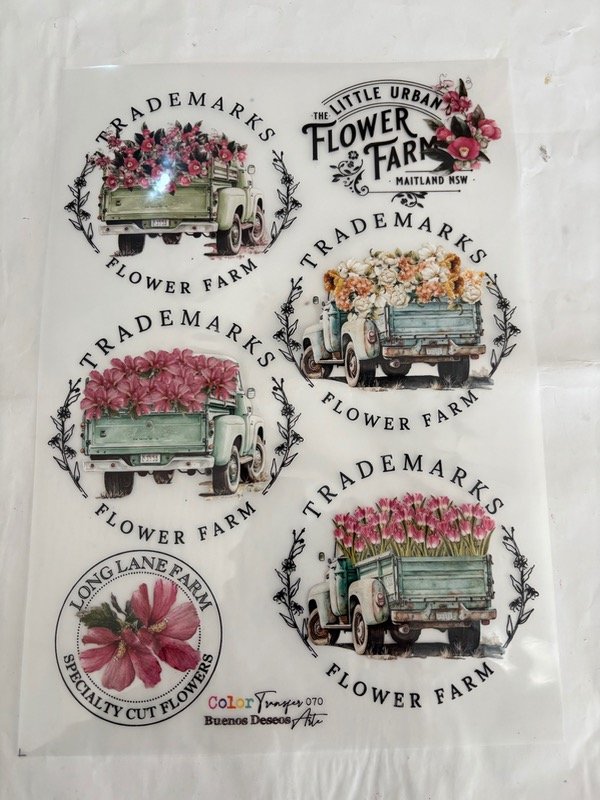 TRADEMARKS
FLOWER FARM
THE
LITTLE URBAN
FLOWER
FARM
· MAITLAND NSW ·
TRADEMARKS
FLOWER FARM
TRADEMARKS
FLOWER FARM
TRADEMARKS
FLOWER FARM
LONG LANE FARM
SPECIALTY CUT FLOWERS
Color Transfer 070
Buenos Deseos Arte